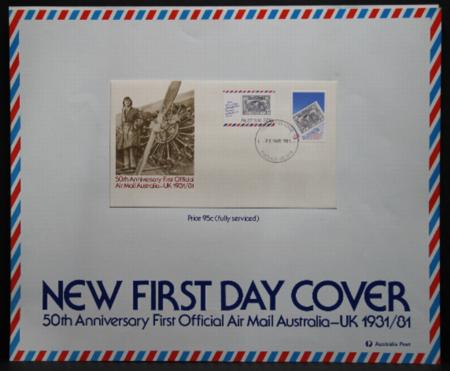 50th Anniversary First Official
Air Mail Australia-UK 1931/81
Price 95c (fully serviced)
NEW FIRST DAY COVER
50th Anniversary First Official Air Mail Australia-UK 1931/81
Australia Post